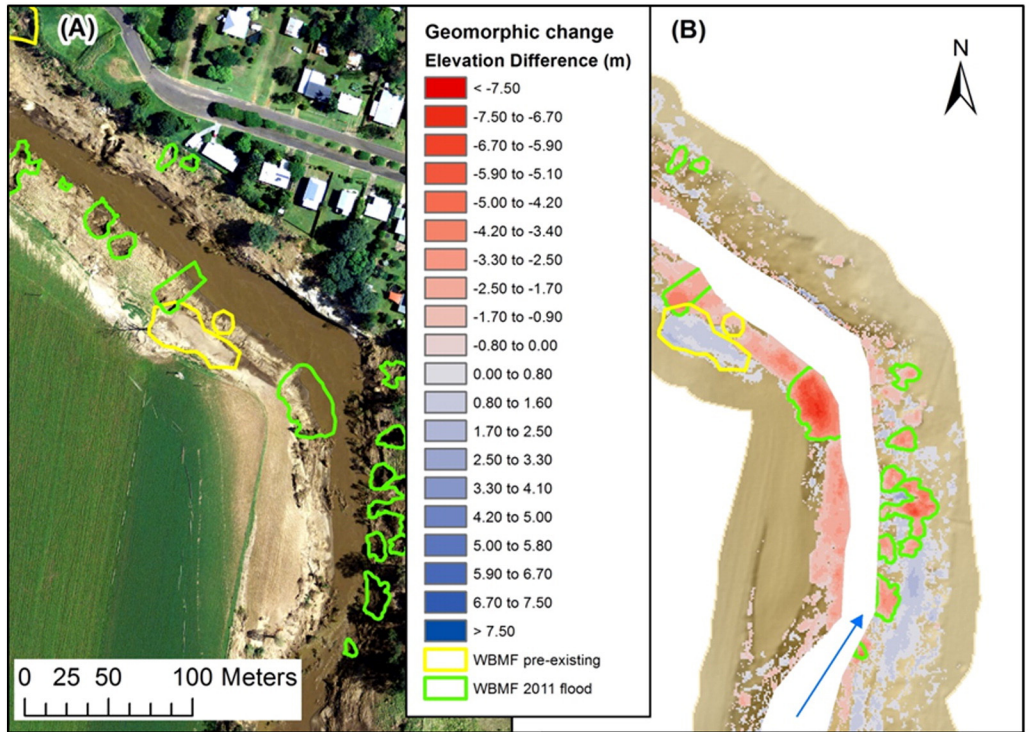 (A)
0 25 50 100 Meters
Geomorphic change
Elevation Difference (m)
< -7.50
-7.50 to -6.70
-6.70 to -5.90
-5.90 to -5.10
-5.00 to -4.20
-4.20 to -3.40
-3.30 to -2.50
-2.50 to -1.70
-1.70 to -0.90
-0.80 to 0.00
0.00 to 0.80
0.80 to 1.60
1.70 to 2.50
2.50 to 3.30
3.30 to 4.10
4.20 to 5.00
5.00 to 5.80
5.90 to 6.70
6.70 to 7.50
> 7.50
WBMF pre-existing
WBMF 2011 flood
(B)
N